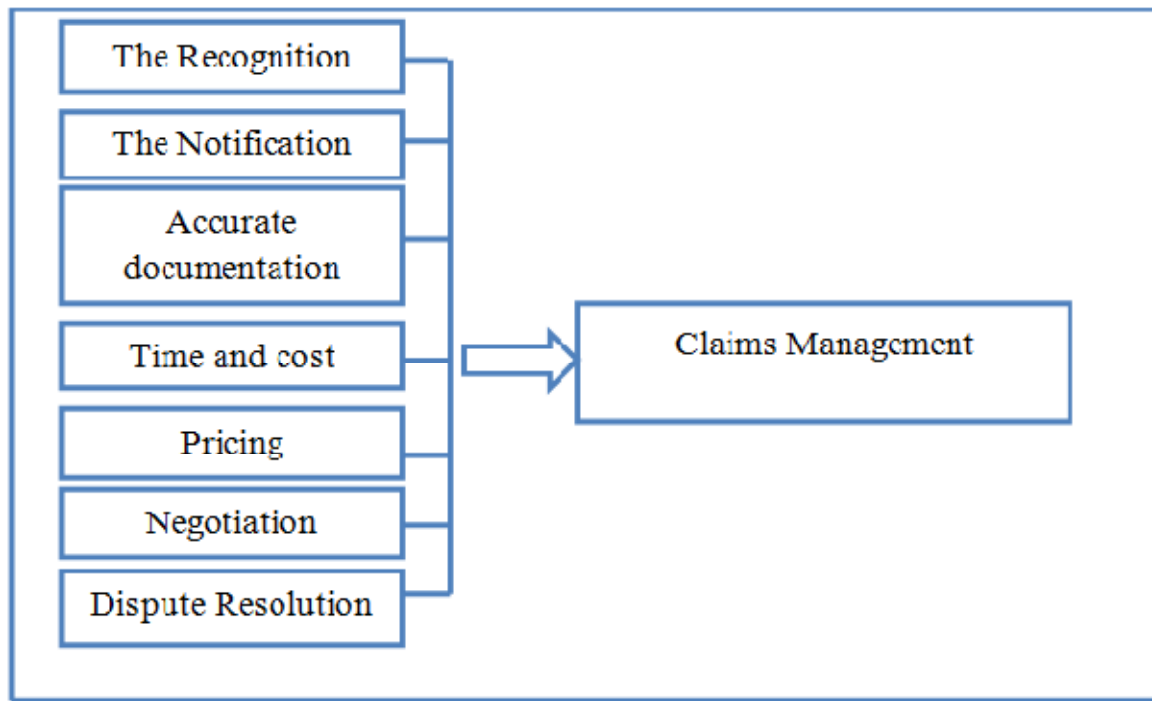 The Recognition
The Notification
Accurate
documentation
Time and cost
Pricing
Negotiation
Dispute Resolution
Claims Management